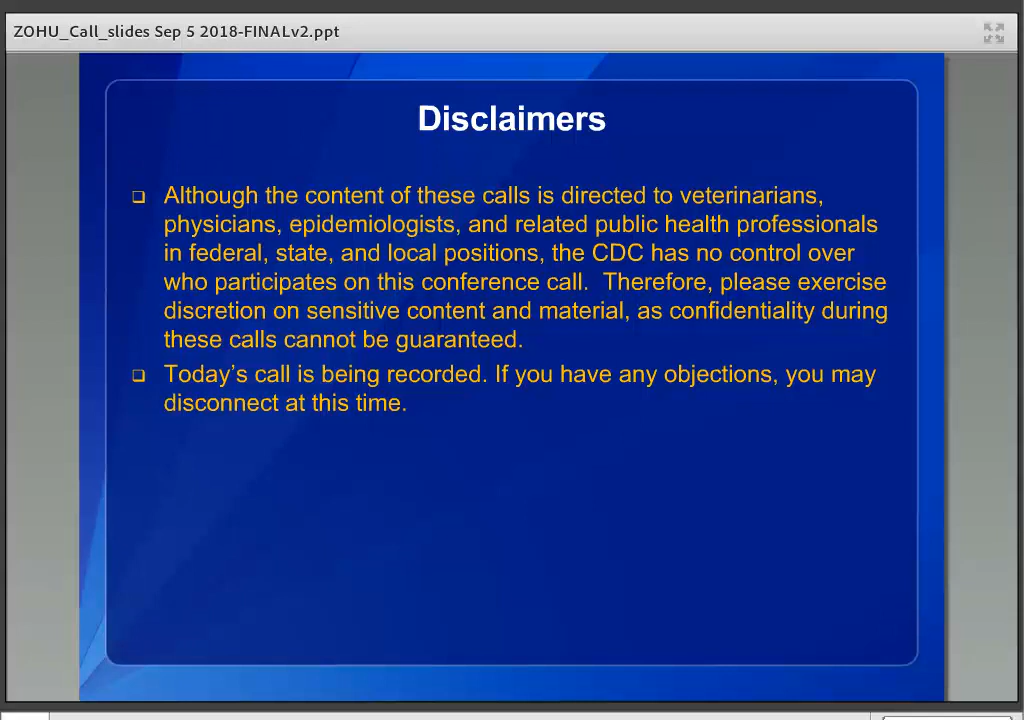 ZOHU_Call_slides Sep 5 2018-FINALv2.ppt
Disclaimers
Although the content of these calls is directed to veterinarians,
physicians, epidemiologists, and related public health professionals
in federal, state, and local positions, the CDC has no control over
who participates on this conference call.  Therefore, please exercise
discretion on sensitive content and material, as confidentiality during
these calls cannot be guaranteed.
Today’s call is being recorded. If you have any objections, you may
disconnect at this time.